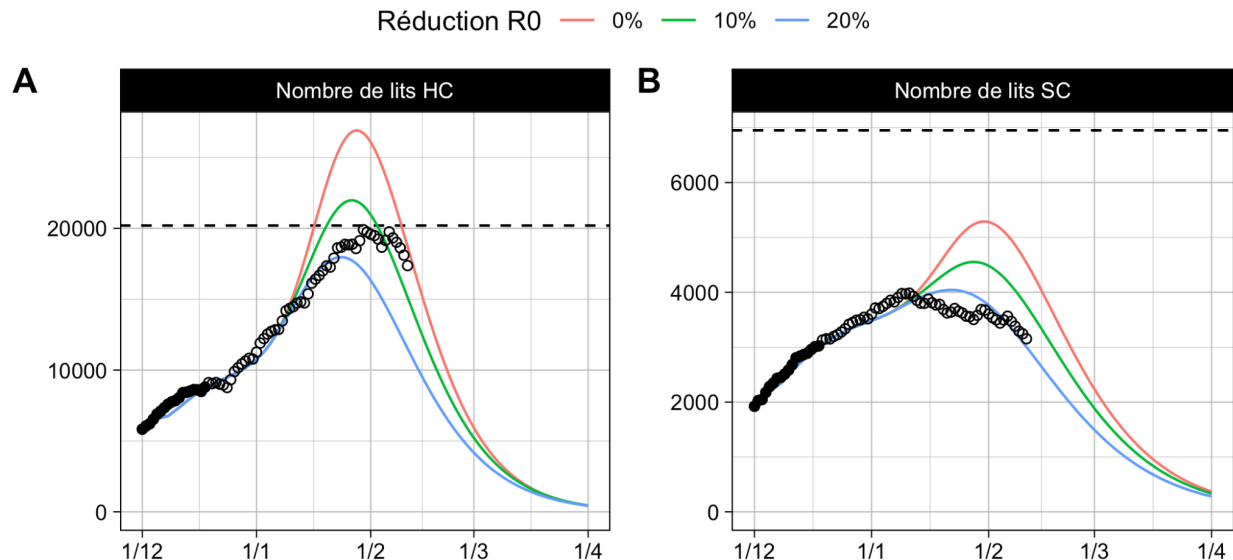 Réduction R0 0% 10% 20%
A
Nombre de lits HC
20000
10000
0
1/12 1/1 1/2 1/3 1/4
B
Nombre de lits SC
6000
4000
2000
0
1/12 1/1 1/2 1/3 1/4